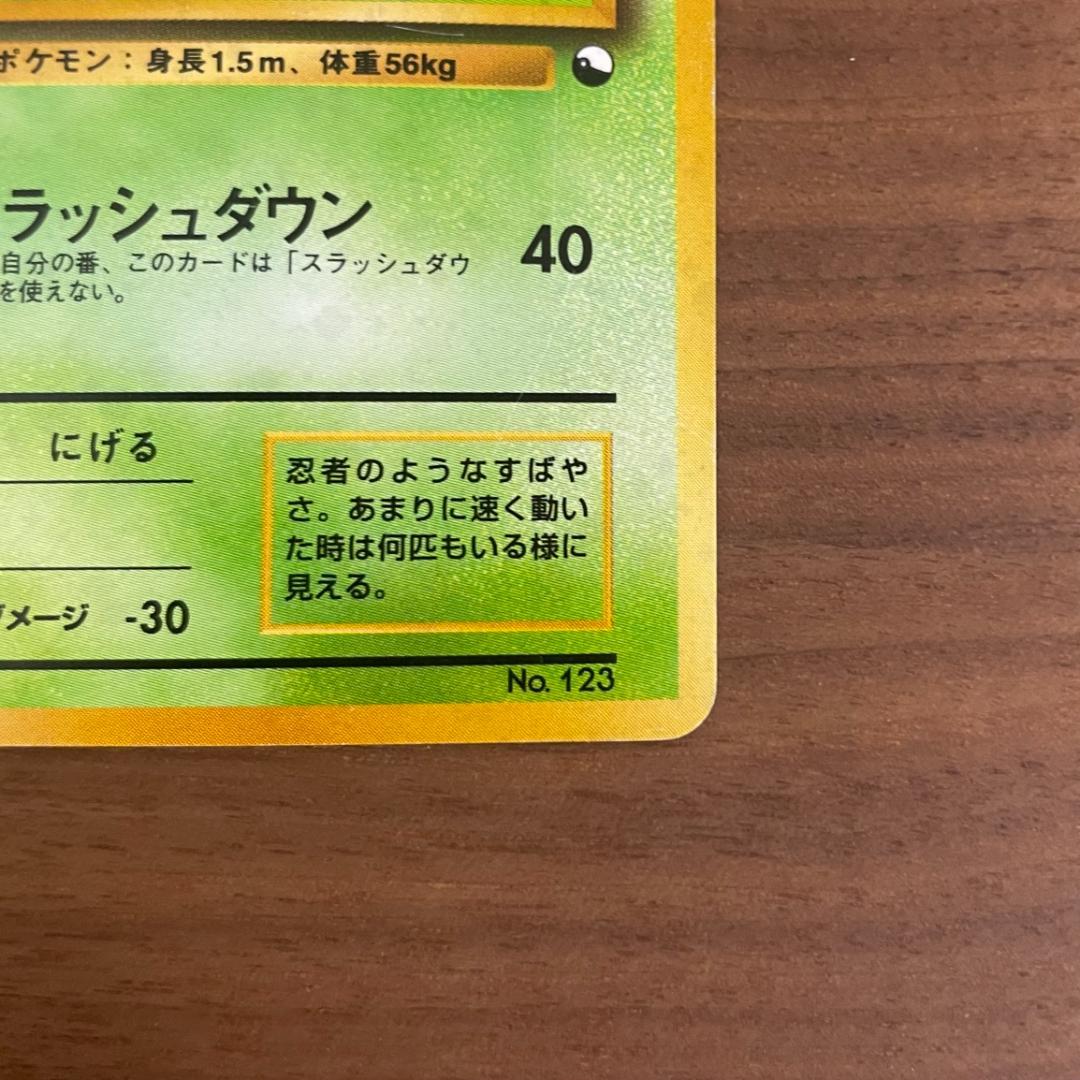 ポケモン：身長1.5m、体重56kg
ラッシュダウン
40
自分の番、このカードは「スラッシュダウ
を使えない。
にげる
忍者のようなすばや
さ。あまりに速く動い
た時は何匹もいる様に
見える。
ダメージ -30
No. 123